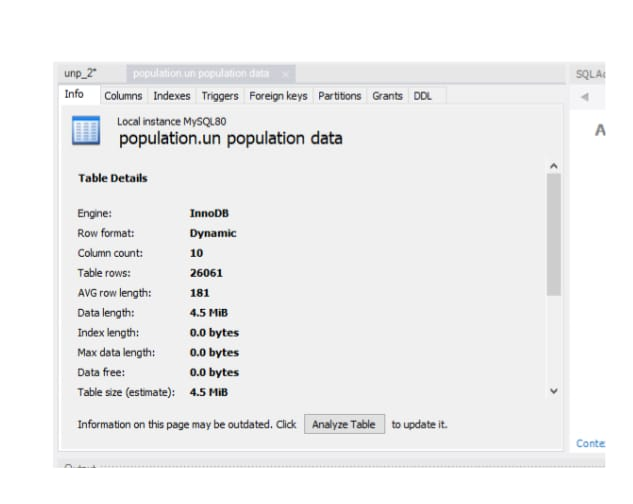 unp_2* population.un population data ×
Info Columns Indexes Triggers Foreign keys Partitions Grants DDL
Local instance MySQL80
population.un population data
Table Details
Engine: InnoDB
Row format: Dynamic
Column count: 10
Table rows: 26061
AVG row length: 181
Data length: 4.5 MiB
Index length: 0.0 bytes
Max data length: 0.0 bytes
Data free: 0.0 bytes
Table size (estimate): 4.5 MiB
Information on this page may be outdated. Click Analyze Table to update it.